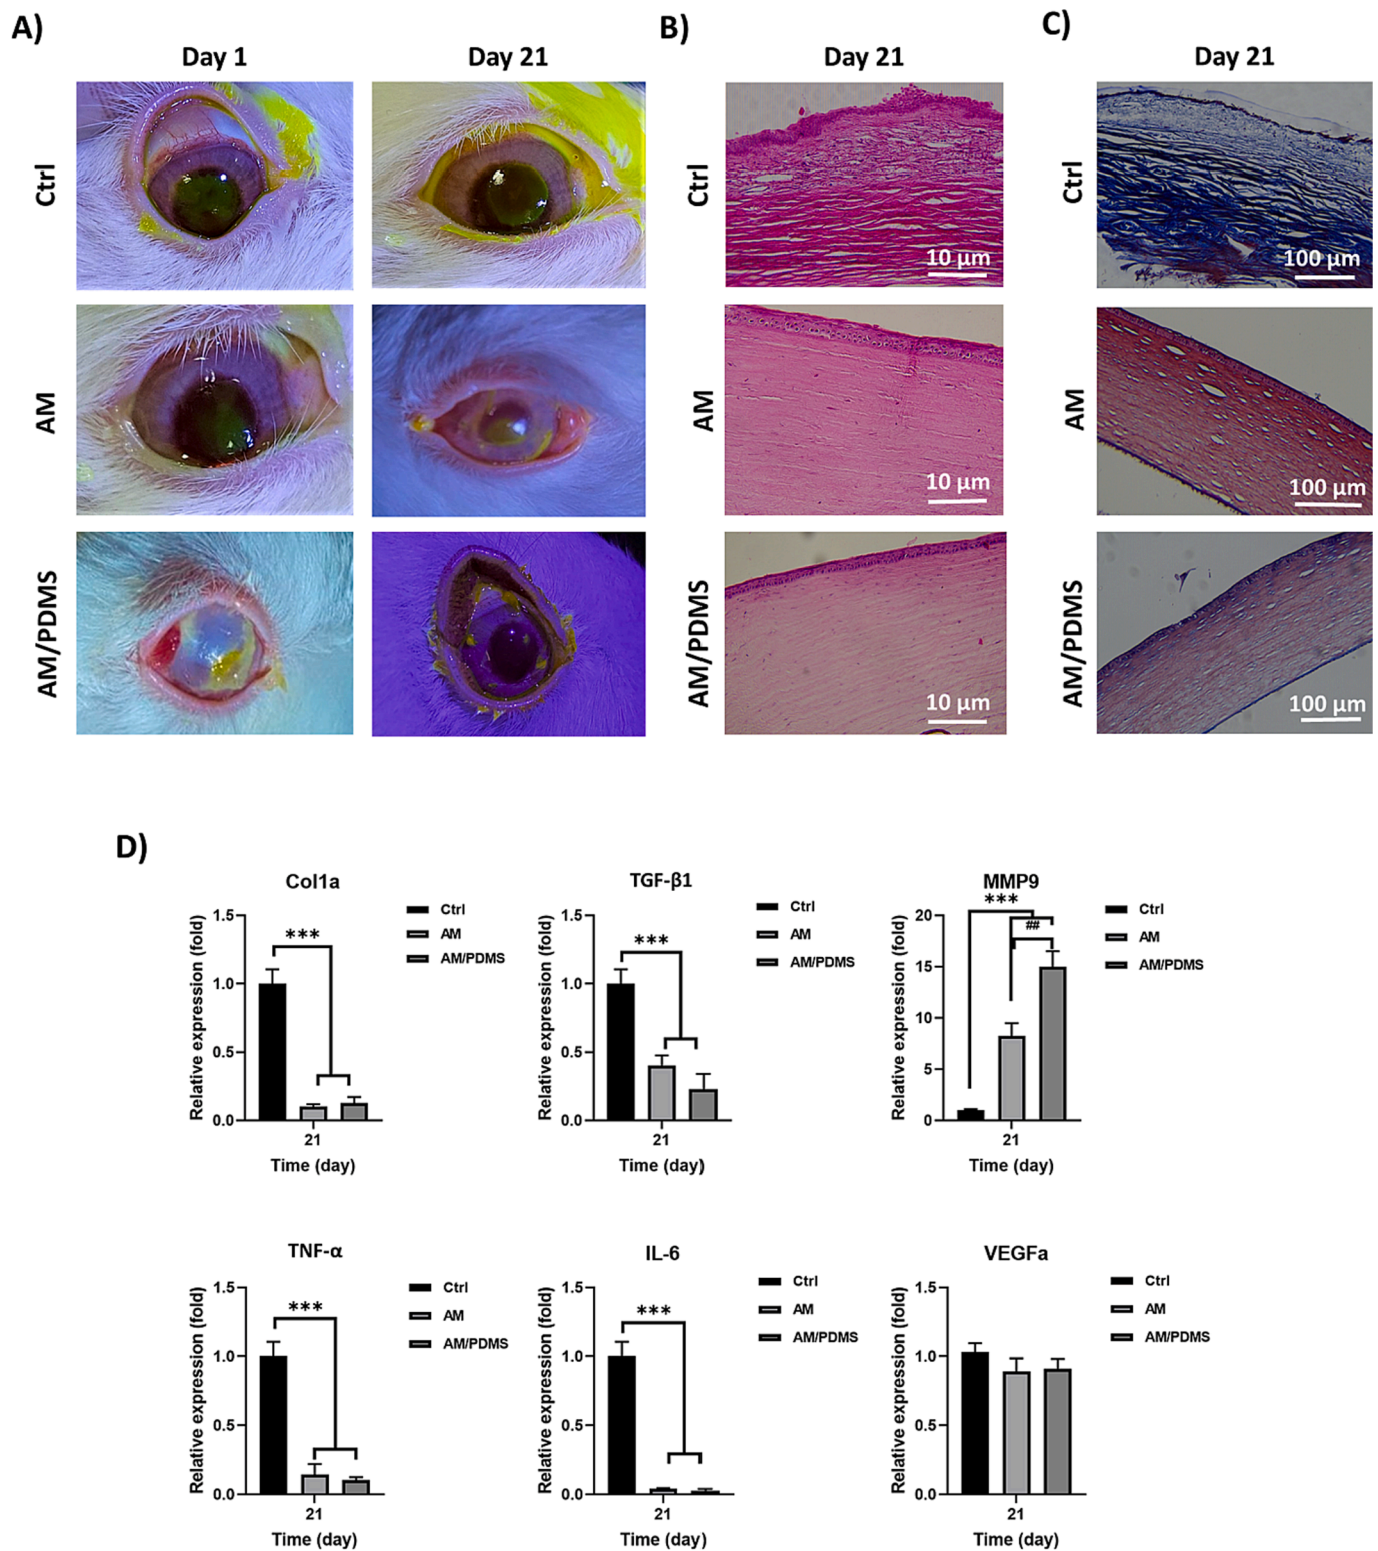 A)
B)
C)
Day 1
Day 21
Day 21
Day 21
Ctrl
Ctrl
10 µm
Ctrl
100 µm
AM
AM
10 µm
AM
100 µm
AM/PDMS
AM/PDMS
10 µm
AM/PDMS
100 µm
D)
Col1a
Relative expression (fold)
1.5
1.0
0.5
0.0
***
21
Time (day)
Ctrl
AM
AM/PDMS
TGF-β1
Relative expression (fold)
1.5
1.0
0.5
0.0
***
21
Time (day)
Ctrl
AM
AM/PDMS
MMP9
Relative expression (fold)
20
15
10
5
0
***
##
21
Time (day)
Ctrl
AM
AM/PDMS
TNF-α
Relative expression (fold)
1.5
1.0
0.5
0.0
***
21
Time (day)
Ctrl
AM
AM/PDMS
IL-6
Relative expression (fold)
1.5
1.0
0.5
0.0
***
21
Time (day)
Ctrl
AM
AM/PDMS
VEGFa
Relative expression (fold)
1.5
1.0
0.5
0.0
21
Time (day)
Ctrl
AM
AM/PDMS